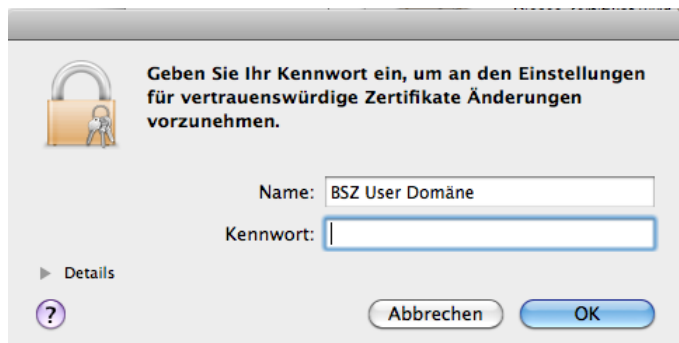 Geben Sie Ihr Kennwort ein, um an den Einstellungen
für vertrauenswürdige Zertifikate Änderungen
vorzunehmen.
Name: BSZ User Domäne
Kennwort:
Details
?
Abbrechen OK